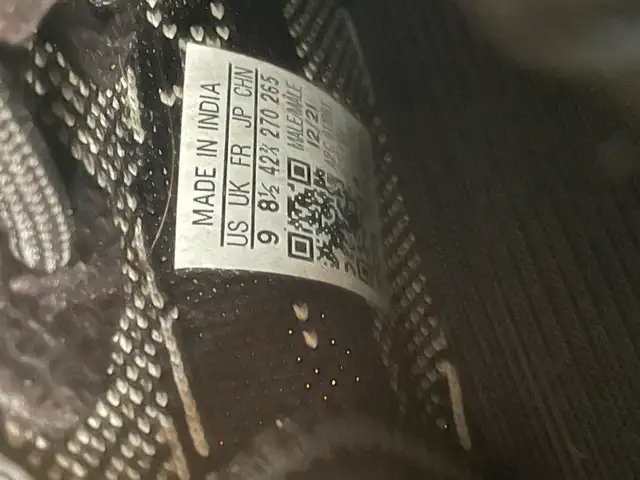 MADE IN INDIA
US UK FR JP CHN
9 8½ 42⅔ 270 265
MALE/MÂLE
12/21